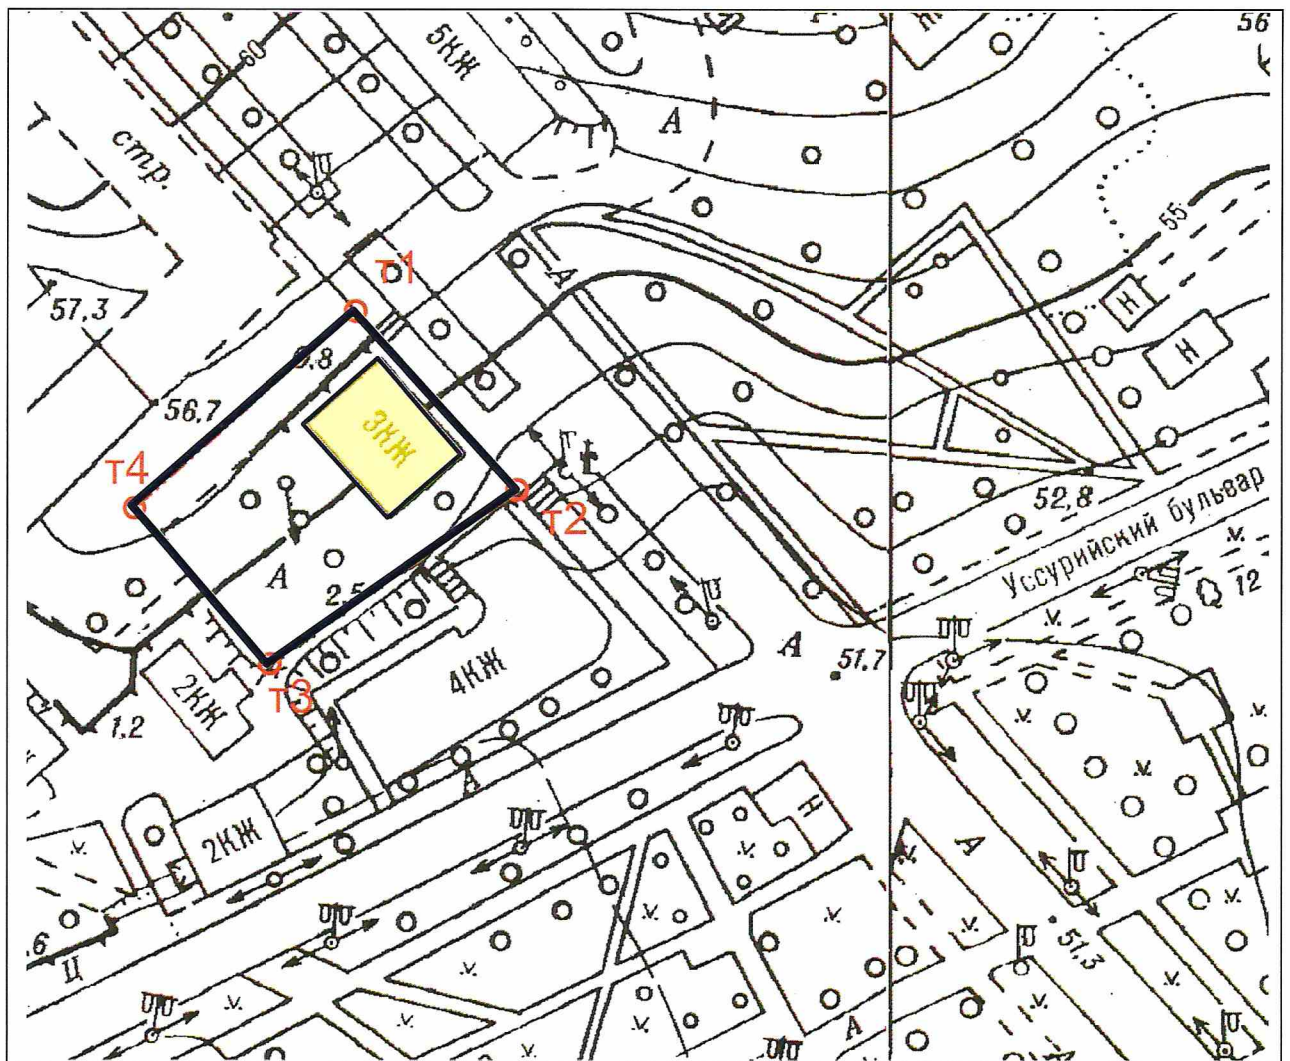 5КЖ
Н
56
60
А
стр.
55
т1
А
57,3
Н
Н
56,7
3КЖ
т4
т2
52,8
Уссурийский бульвар
А
2,5
12
А
51,7
4КЖ
2КЖ
т3
1,2
А
2КЖ
Н
А
Ц
51,3
А